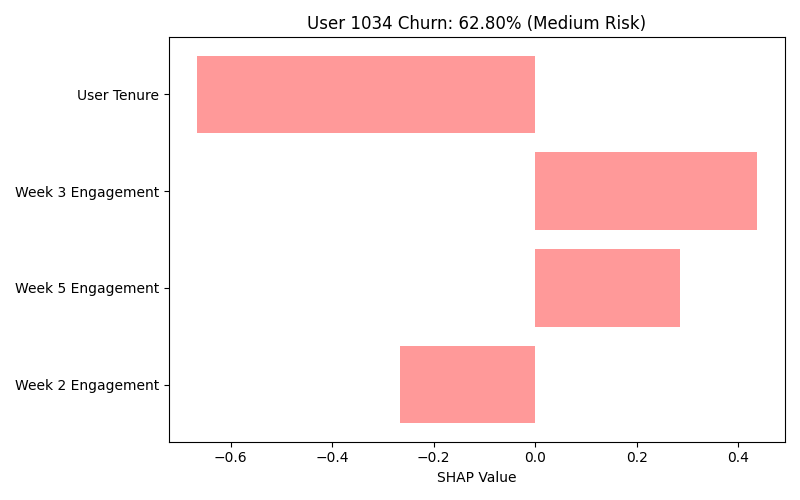 User 1034 Churn: 62.80% (Medium Risk)
User Tenure
Week 3 Engagement
Week 5 Engagement
Week 2 Engagement
−0.6 −0.4 −0.2 0.0 0.2 0.4
SHAP Value